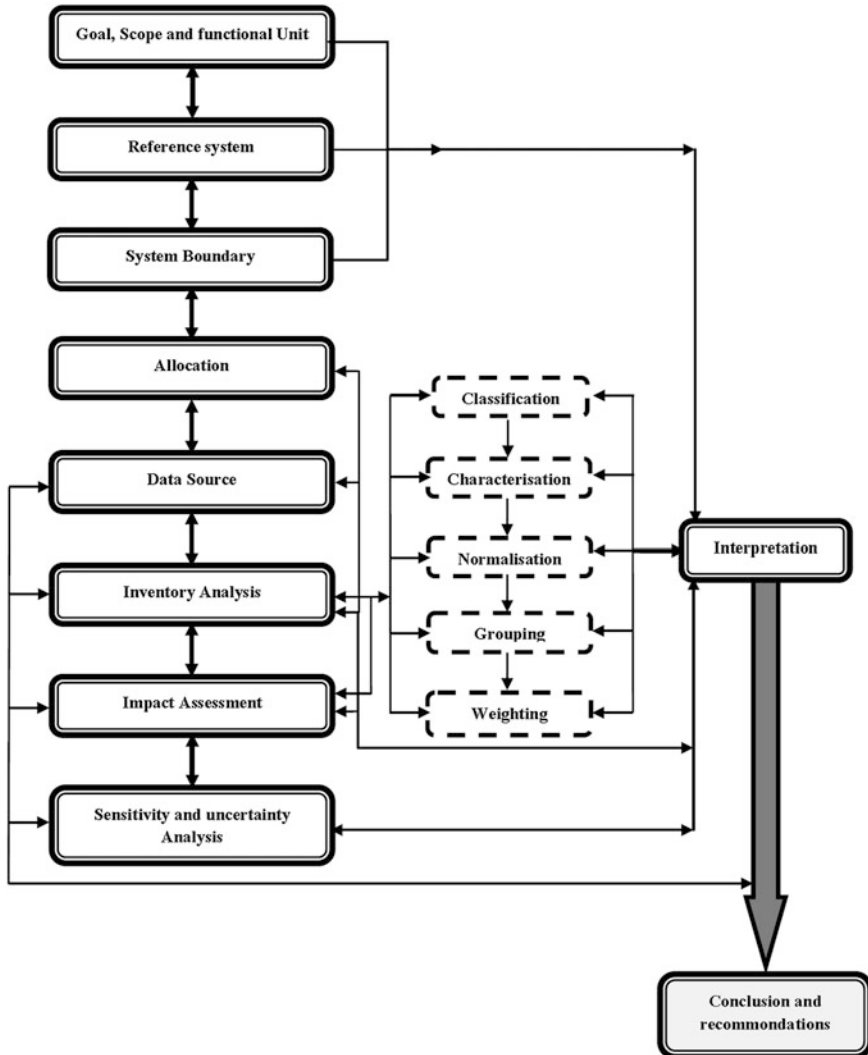 Goal, Scope and functional Unit
Reference system
System Boundary
Allocation
Data Source
Inventory Analysis
Impact Assessment
Sensitivity and uncertainty
Analysis
Classification
Characterisation
Normalisation
Grouping
Weighting
Interpretation
Conclusion and
recommondations